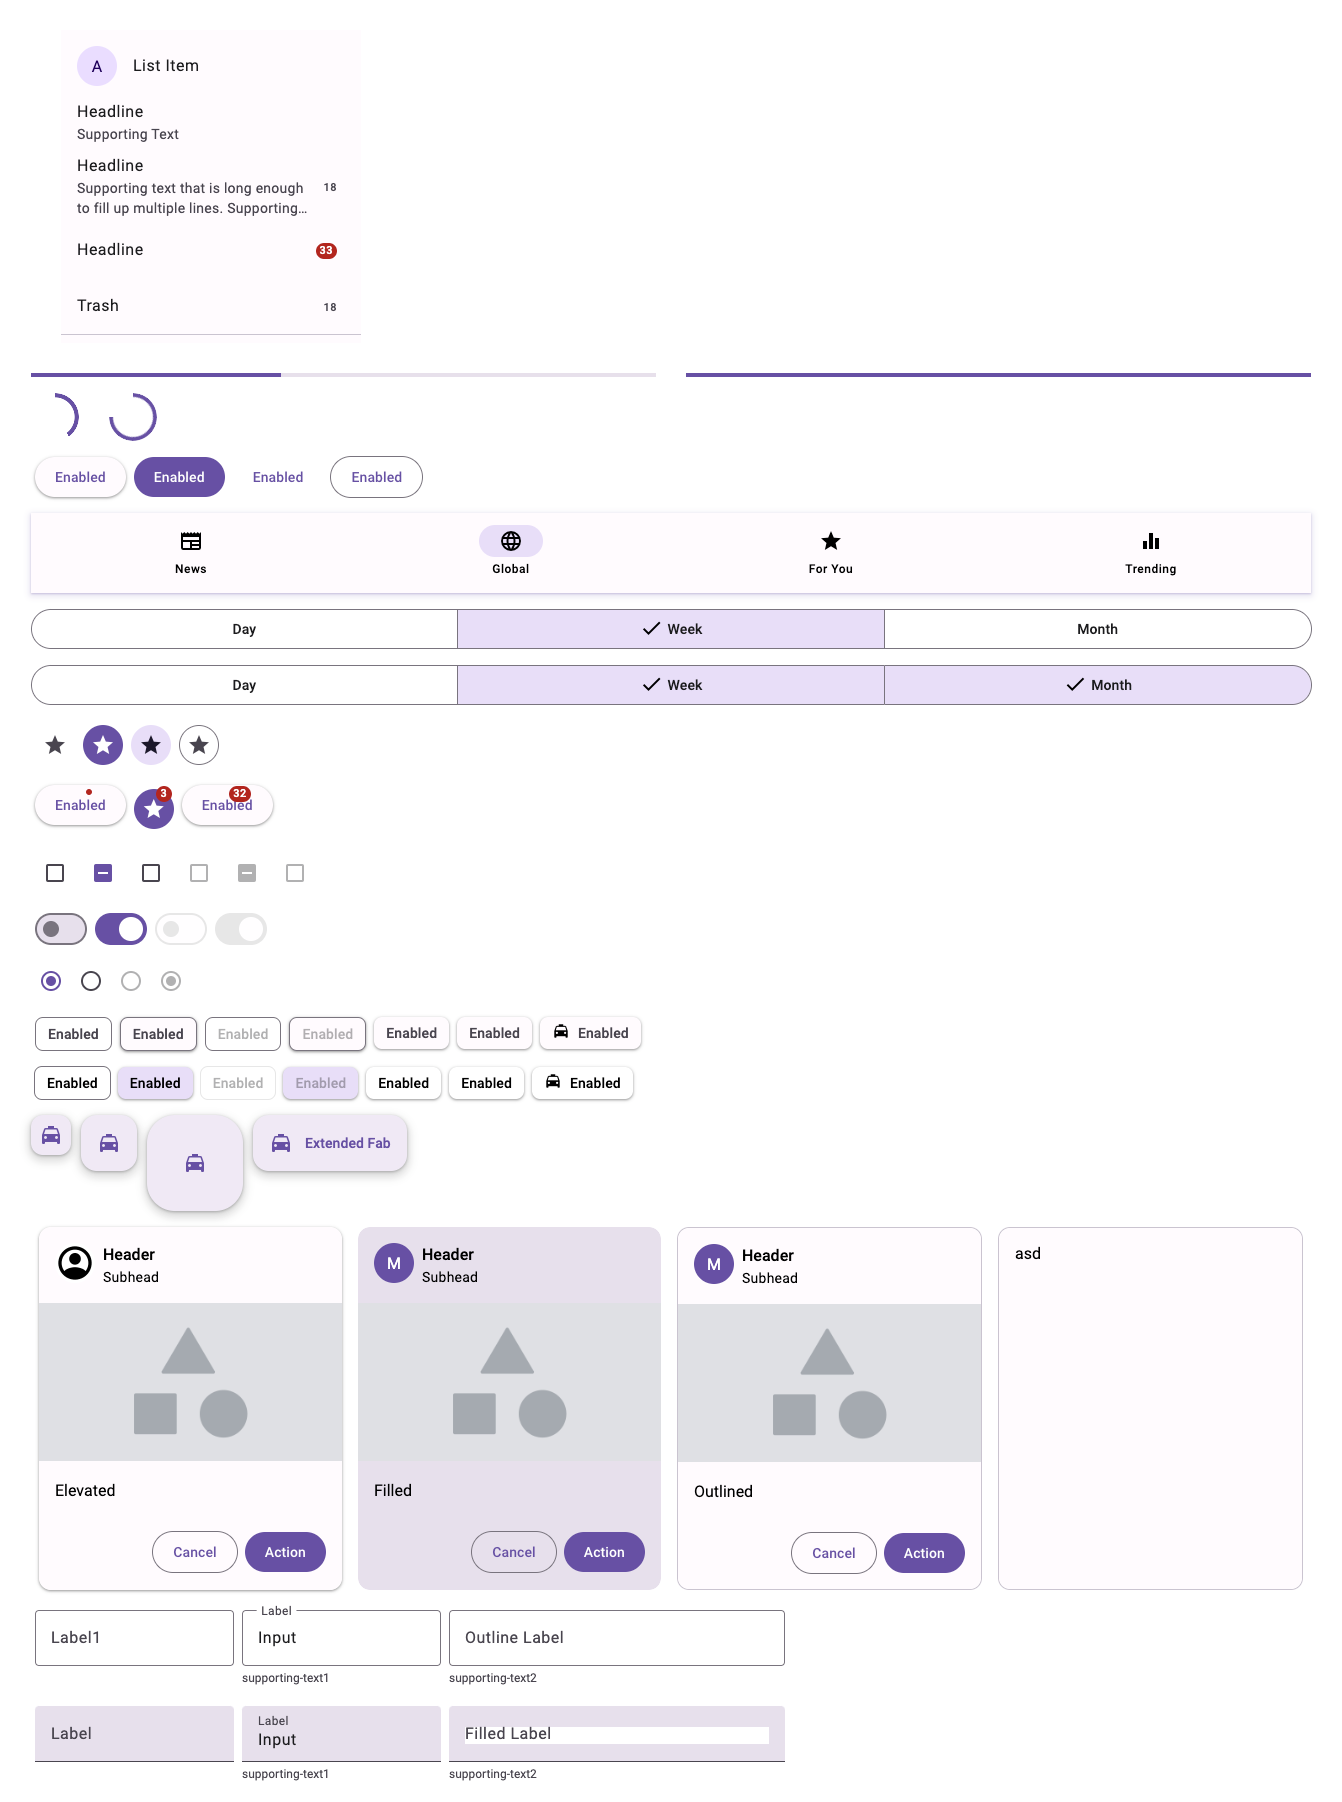 A
List Item
Headline
Supporting Text
Headline
Supporting text that is long enough
18
to fill up multiple lines. Supporting…
Headline
33
Trash
18
Enabled
Enabled
Enabled
Enabled
News
Global
For You
Trending
Day
Week
Month
Day
Week
Month
Enabled
3
Enabled
32
Enabled
Enabled
Enabled
Enabled
Enabled
Enabled
Enabled
Enabled
Enabled
Enabled
Enabled
Enabled
Enabled
Enabled
Extended Fab
Header
Subhead
Elevated
Cancel
Action
M
Header
Subhead
Filled
Cancel
Action
M
Header
Subhead
Outlined
Cancel
Action
asd
Label1
Label
Input
supporting-text1
Outline Label
supporting-text2
Label
Label
Input
supporting-text1
Filled Label
supporting-text2